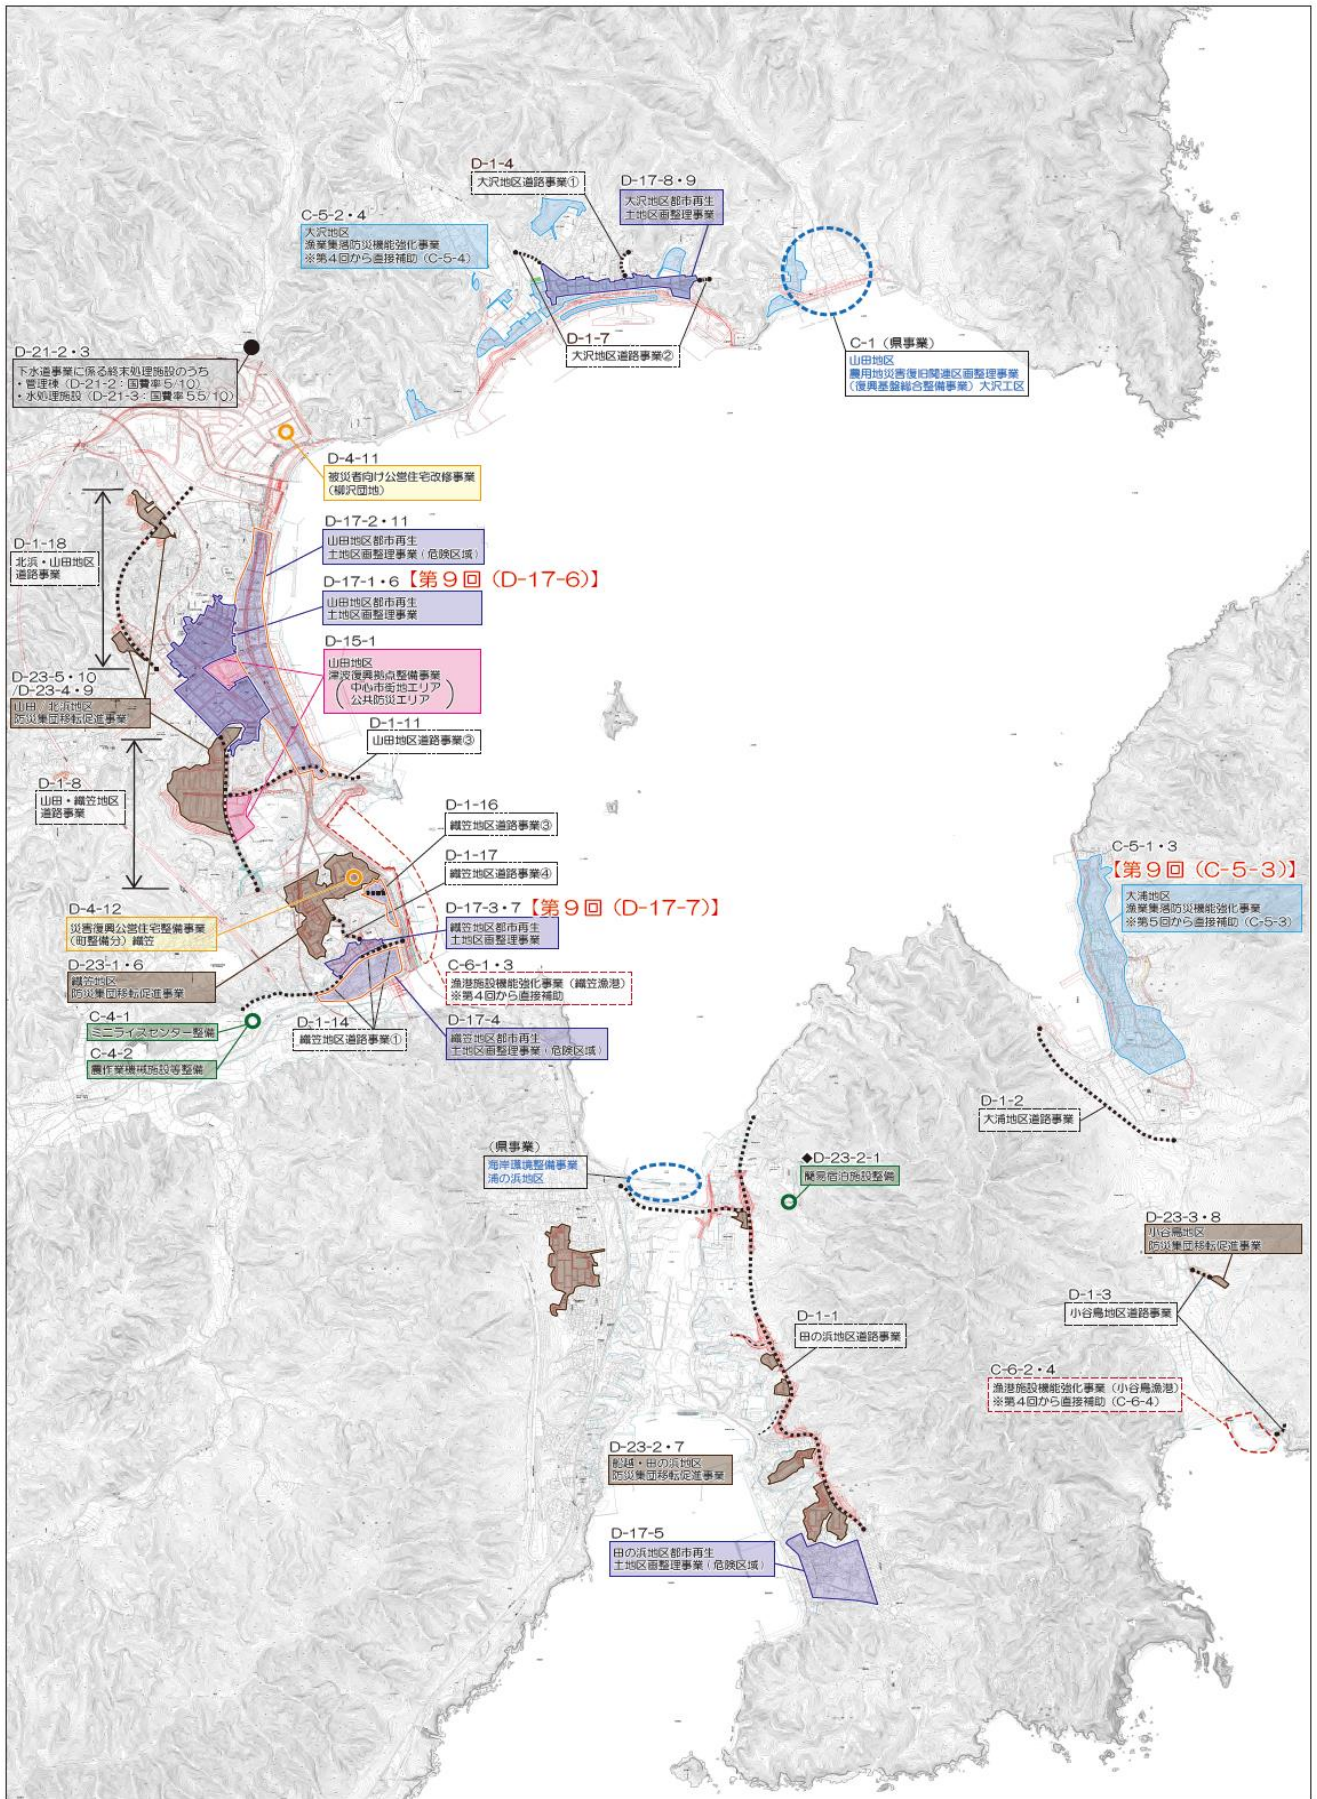 D-1-4
大沢地区道路事業①
D-17-8・9
大沢地区都市再生
土地区画整理事業
C-5-2・4
大沢地区
漁業集落防災機能強化事業
※第4回から直接補助（C-5-4）
D-1-7
大沢地区道路事業②
C-1（県事業）
山田地区
農用地災害復旧関連区画整理事業
（復興基盤総合整備事業）大沢工区
D-21-2・3
下水道事業に係る終末処理施設のうち
・管理棟（D-21-2：国費率5/10）
・水処理施設（D-21-3：国費率5.5/10）
D-4-11
被災者向け公営住宅改修事業
（柳沢団地）
D-17-2・11
山田地区都市再生
土地区画整理事業（危険区域）
D-1-18
北浜・山田地区
道路事業
D-17-1・6【第9回（D-17-6）】
山田地区都市再生
土地区画整理事業
D-15-1
山田地区
津波復興拠点整備事業
（中心市街地エリア
公共防災エリア）
D-23-5・10
/D-23-4・9
山田・北浜地区
防災集団移転促進事業
D-1-11
山田地区道路事業③
D-1-8
山田・織笠地区
道路事業
D-1-16
織笠地区道路事業③
D-1-17
織笠地区道路事業④
C-5-1・3
【第9回（C-5-3）】
大浦地区
漁業集落防災機能強化事業
※第5回から直接補助（C-5-3）
D-4-12
災害復興公営住宅整備事業
（町整備分）織笠
D-17-3・7【第9回（D-17-7）】
織笠地区都市再生
土地区画整理事業
D-23-1・6
織笠地区
防災集団移転促進事業
C-6-1・3
漁港施設機能強化事業（織笠漁港）
※第4回から直接補助
C-4-1
ミニライスセンター整備
D-1-14
織笠地区道路事業①
D-17-4
織笠地区都市再生
土地区画整理事業（危険区域）
C-4-2
農作業機械施設等整備
D-1-2
大浦地区道路事業
（県事業）
海岸環境整備事業
浦の浜地区
◆D-23-2-1
簡易宿泊施設整備
D-23-3・8
小谷鳥地区
防災集団移転促進事業
D-1-3
小谷鳥地区道路事業
D-1-1
田の浜地区道路事業
C-6-2・4
漁港施設機能強化事業（小谷鳥漁港）
※第4回から直接補助（C-6-4）
D-23-2・7
船越・田の浜地区
防災集団移転促進事業
D-17-5
田の浜地区都市再生
土地区画整理事業（危険区域）